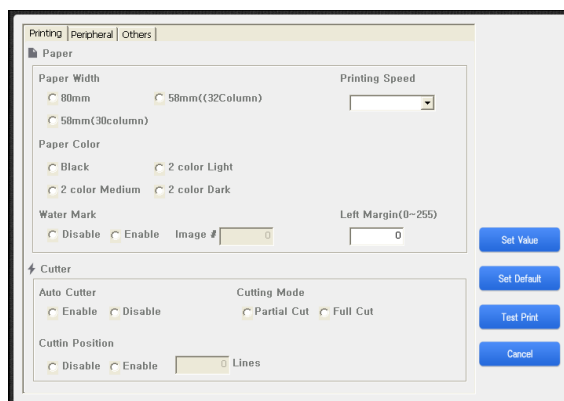 Printing Peripheral Others
Paper
Paper Width Printing Speed
80mm 58mm((32Column)
58mm(30column)
Paper Color
Black 2 color Light
2 color Medium 2 color Dark
Water Mark Left Margin(0~255)
Disable Enable Image # 0 0
Set Value
Cutter
Set Default
Auto Cutter Cutting Mode
Enable Disable Partial Cut Full Cut
Test Print
Cuttin Position
Cancel
Disable Enable 0 Lines